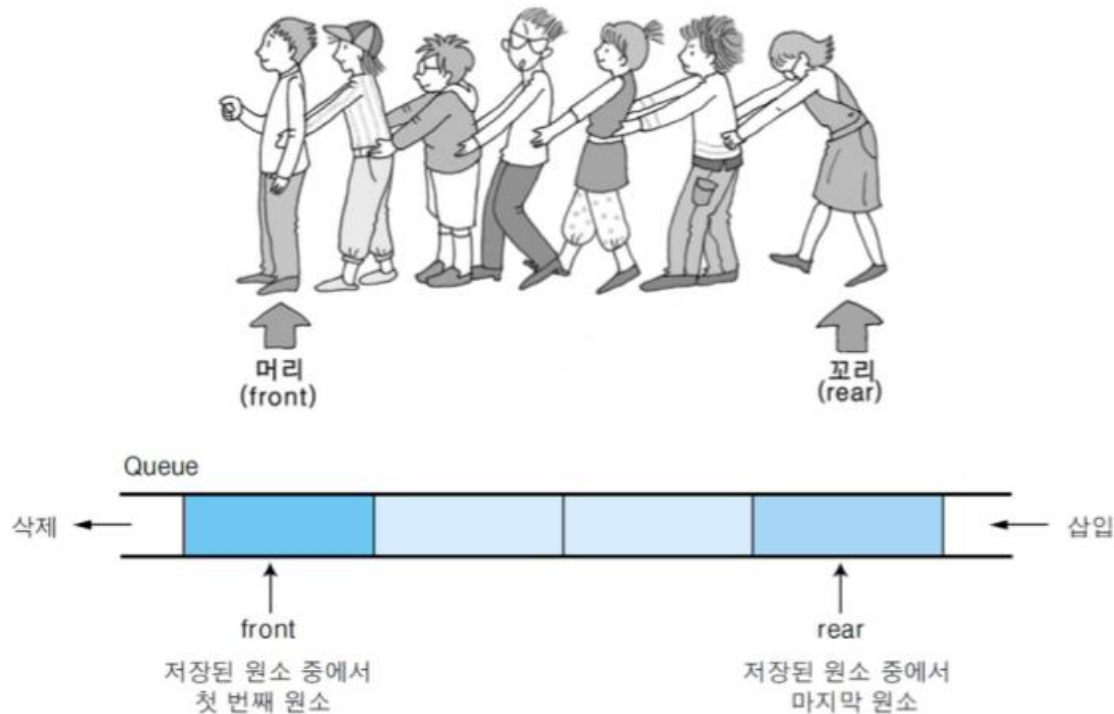 머리
(front)
꼬리
(rear)
Queue
삭제
삽입
front
저장된 원소 중에서
첫 번째 원소
rear
저장된 원소 중에서
마지막 원소